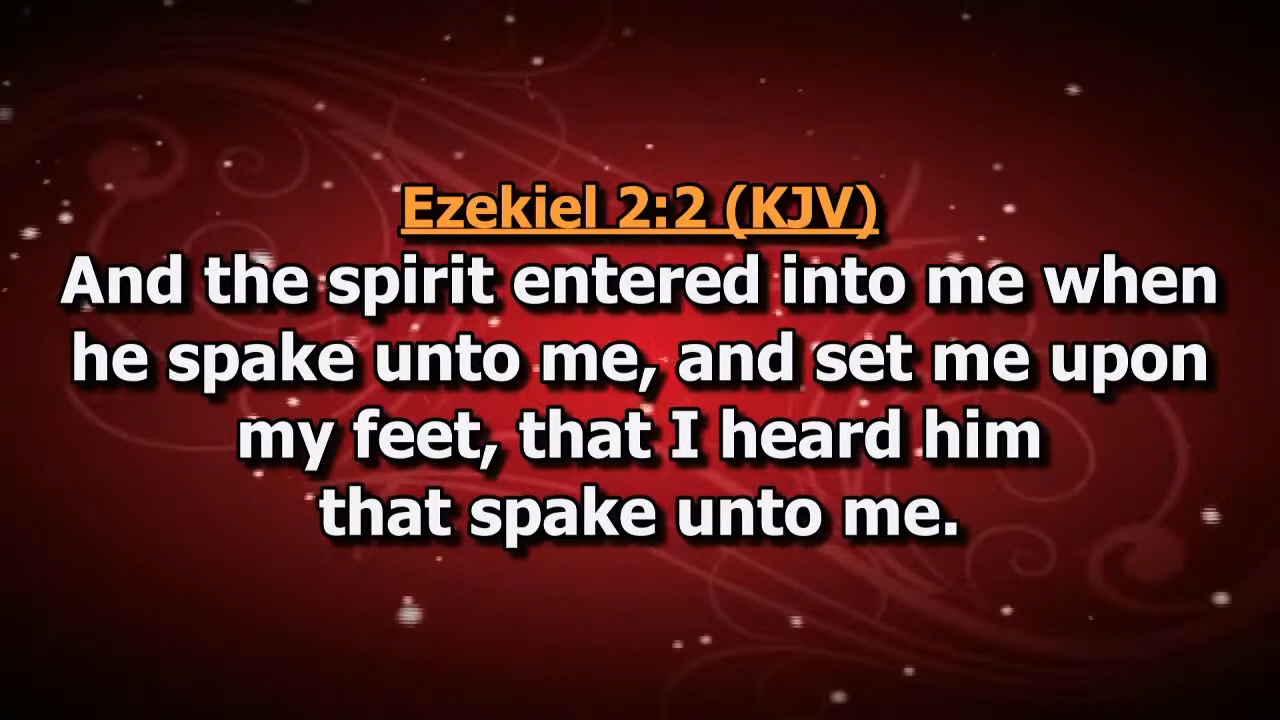 Ezekiel 2:2 (KJV)
And the spirit entered into me when
he spake unto me, and set me upon
my feet, that I heard him
that spake unto me.